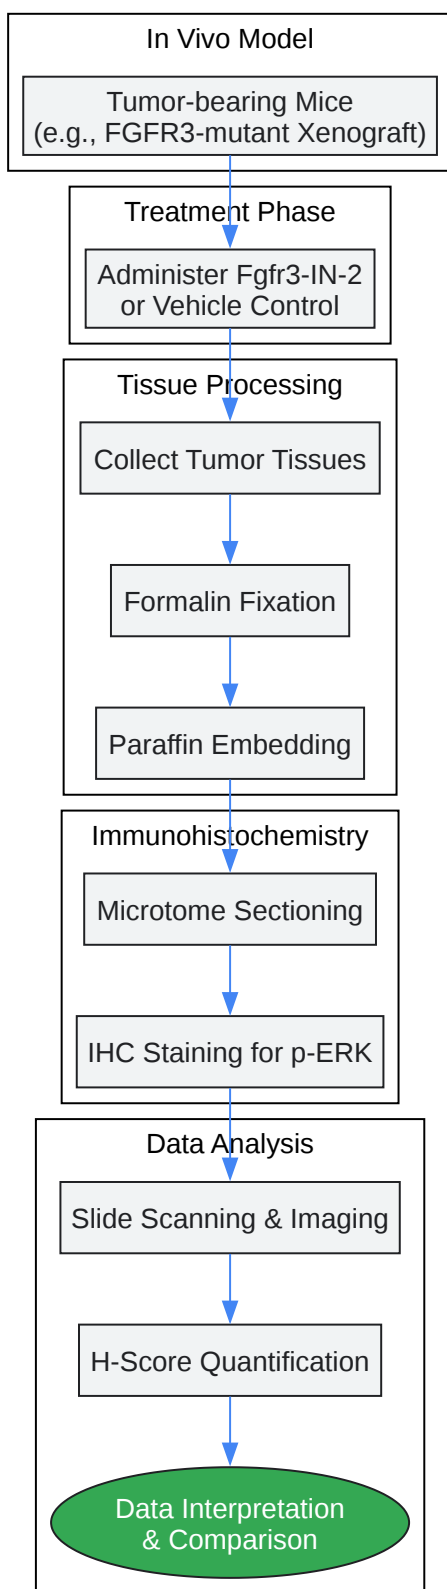 In Vivo Model
Tumor-bearing Mice
(e.g., FGFR3-mutant Xenograft)
Treatment Phase
Administer Fgfr3-IN-2
or Vehicle Control
Tissue Processing
Collect Tumor Tissues
Formalin Fixation
Paraffin Embedding
Immunohistochemistry
Microtome Sectioning
IHC Staining for p-ERK
Data Analysis
Slide Scanning & Imaging
H-Score Quantification
Data Interpretation
& Comparison